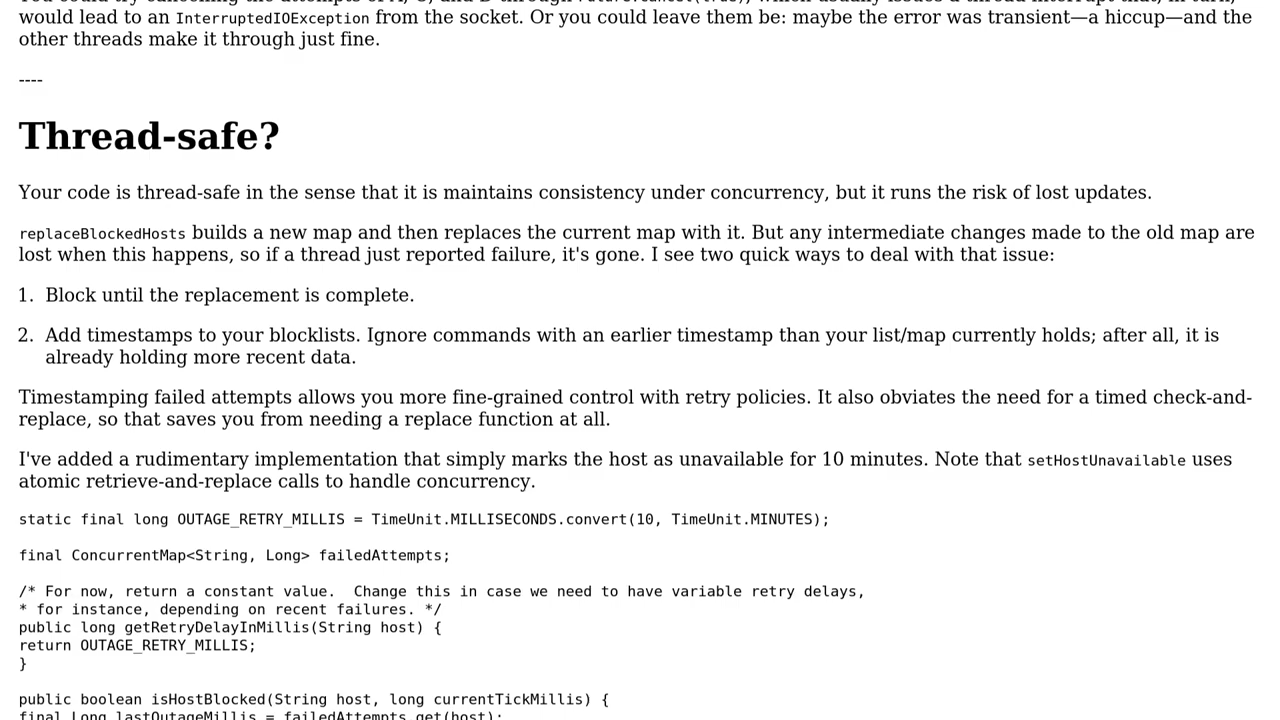 would lead to an InterruptedIOException from the socket. Or you could leave them be: maybe the error was transient—a hiccup—and the
other threads make it through just fine.
----
Thread-safe?
Your code is thread-safe in the sense that it is maintains consistency under concurrency, but it runs the risk of lost updates.
replaceBlockedHosts builds a new map and then replaces the current map with it. But any intermediate changes made to the old map are
lost when this happens, so if a thread just reported failure, it's gone. I see two quick ways to deal with that issue:
1. Block until the replacement is complete.
2. Add timestamps to your blocklists. Ignore commands with an earlier timestamp than your list/map currently holds; after all, it is
already holding more recent data.
Timestamping failed attempts allows you more fine-grained control with retry policies. It also obviates the need for a timed check-and-
replace, so that saves you from needing a replace function at all.
I've added a rudimentary implementation that simply marks the host as unavailable for 10 minutes. Note that setHostUnavailable uses
atomic retrieve-and-replace calls to handle concurrency.
static final long OUTAGE_RETRY_MILLIS = TimeUnit.MILLISECONDS.convert(10, TimeUnit.MINUTES);
final ConcurrentMap<String, Long> failedAttempts;
/* For now, return a constant value.  Change this in case we need to have variable retry delays,
* for instance, depending on recent failures. */
public long getRetryDelayInMillis(String host) {
return OUTAGE_RETRY_MILLIS;
}
public boolean isHostBlocked(String host, long currentTickMillis) {
final Long lastOutageMillis = failedAttempts.get(host);